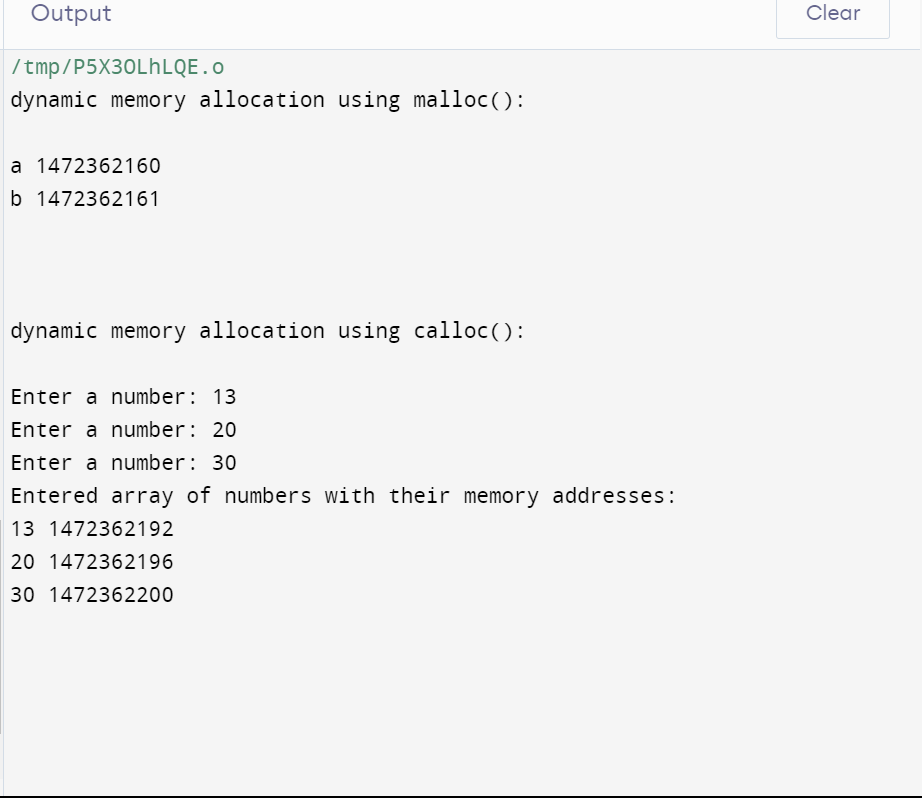 Output
Clear
/tmp/P5X3OLhLQE.o
dynamic memory allocation using malloc():
a 1472362160
b 1472362161
dynamic memory allocation using calloc():
Enter a number: 13
Enter a number: 20
Enter a number: 30
Entered array of numbers with their memory addresses:
13 1472362192
20 1472362196
30 1472362200